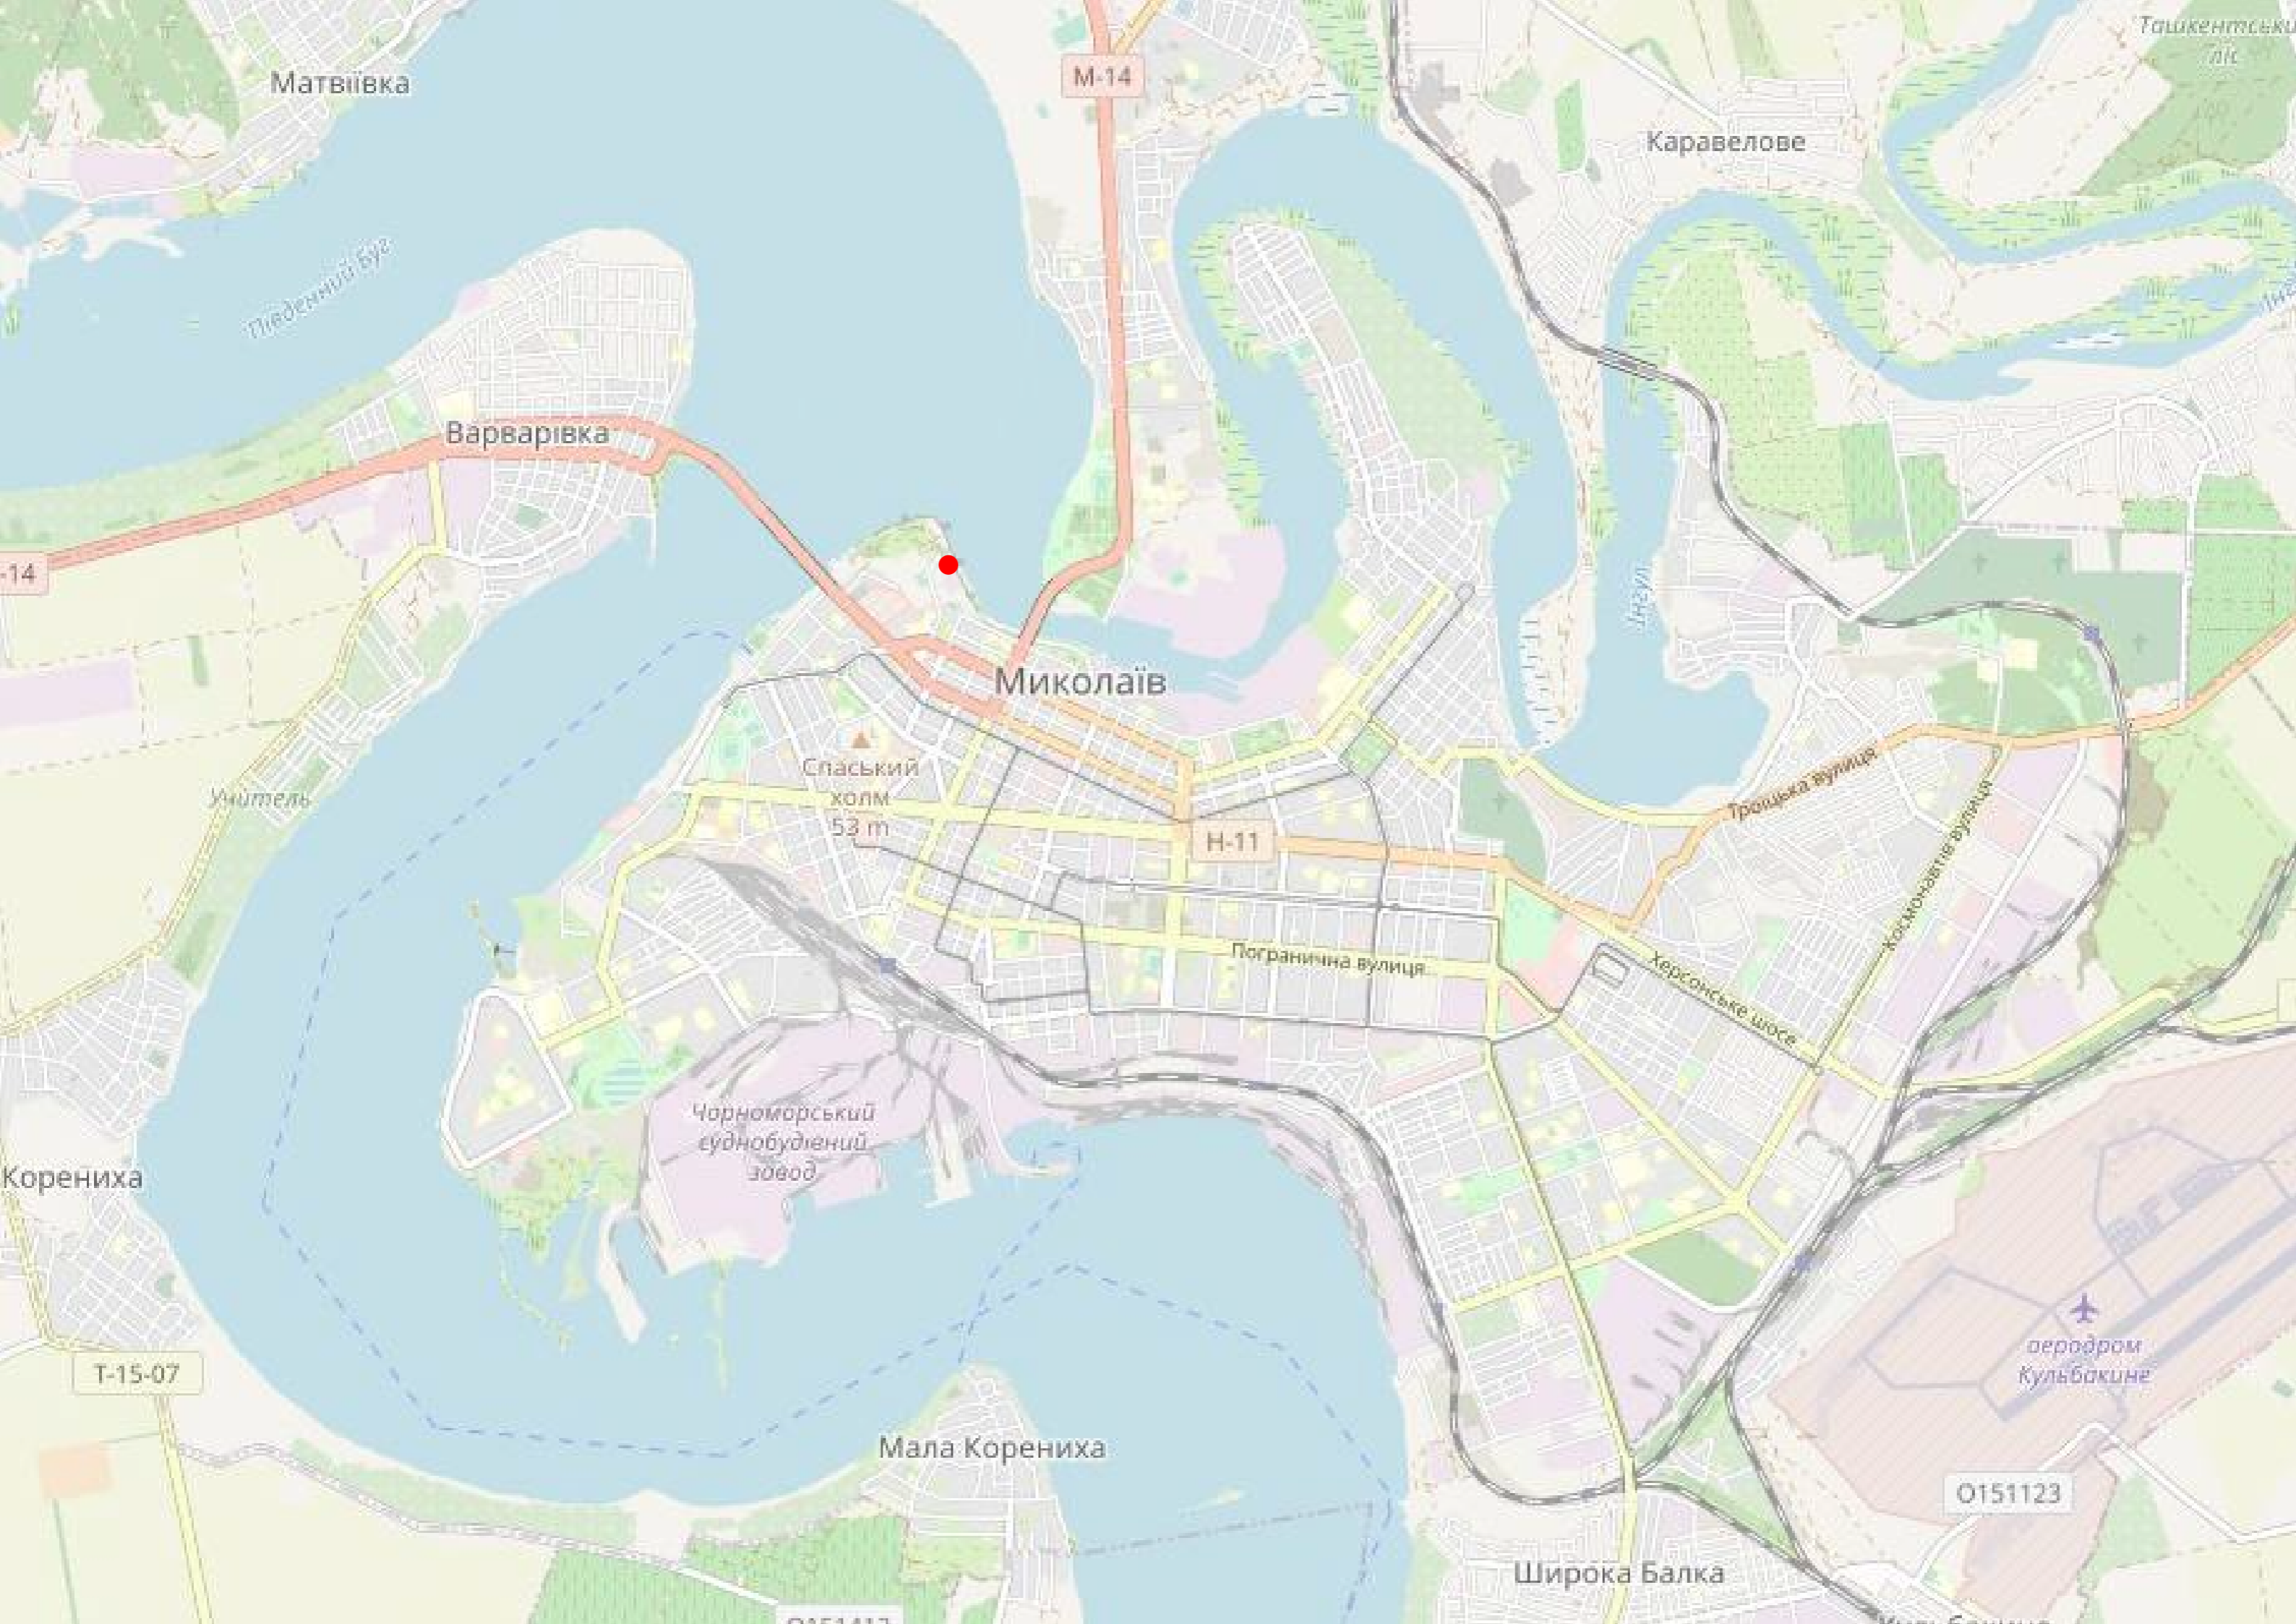 Ташкентськи
ліс
Матвіївка
М-14
Каравелове
Південний Буг
Варварівка
-14
Інгул
Миколаїв
Спаський
холм
53 m
Учитель
Троїцька вулиця
Н-11
Космонавтів вулиця
Погранична вулиця
Херсонське шосе
Чорноморський
суднобудівний
завод
Корениха
аеродром
Кульбакине
Т-15-07
Мала Корениха
О151123
Широка Балка